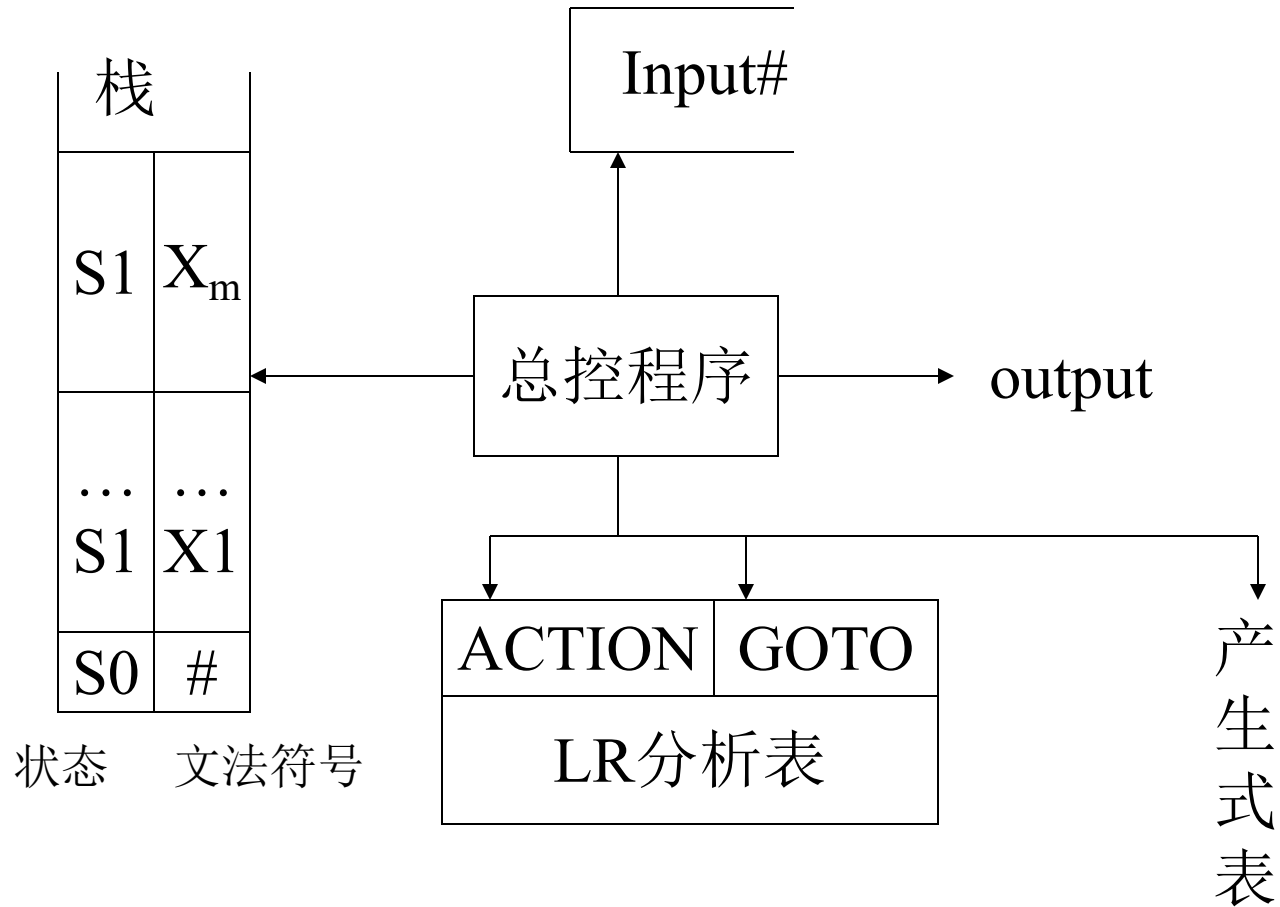 栈
Input#
S1 Xm
总控程序
output
… …
S1 X1
S0 #
状态 文法符号
ACTION GOTO
LR分析表
产生式表